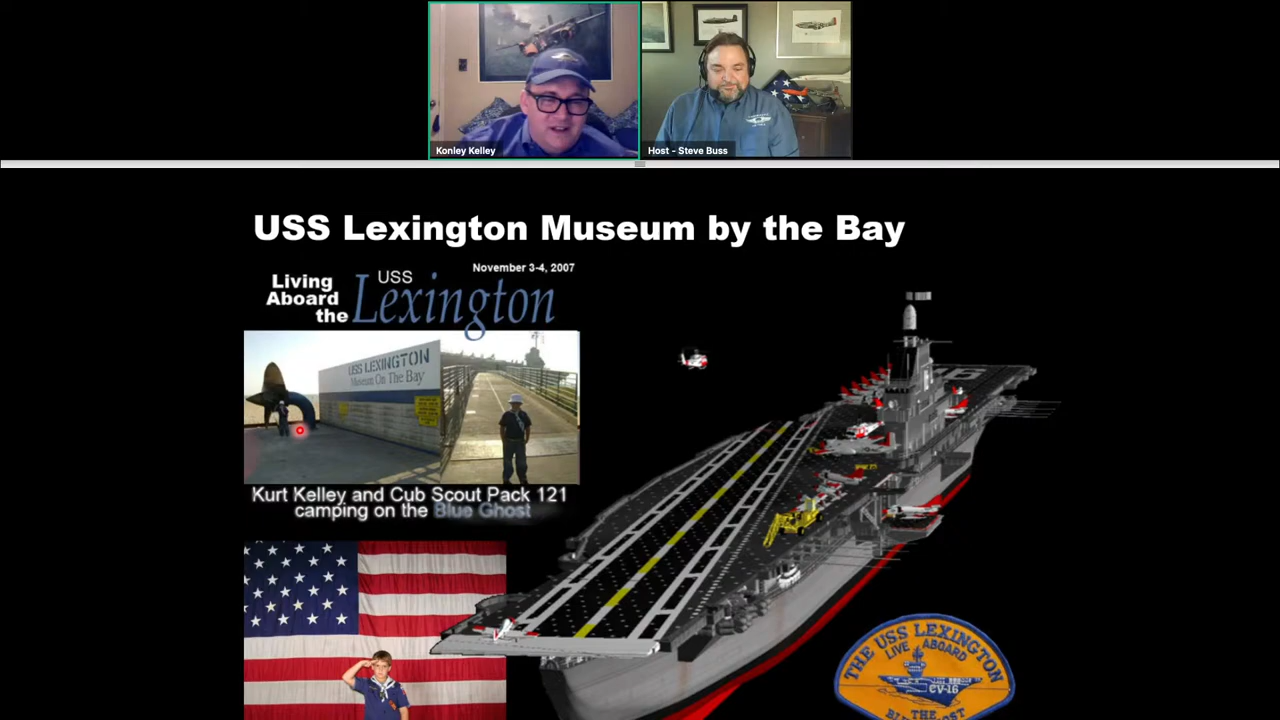 Konley Kelley
Host - Steve Buss
USS Lexington Museum by the Bay
November 3-4, 2007
Living
Aboard
the
USS
Lexington
USS LEXINGTON
Museum On The Bay
Kurt Kelley and Cub Scout Pack 121
camping on the Blue Ghost
16
THE USS LEXINGTON
LIVE ABOARD
CV-16
THE